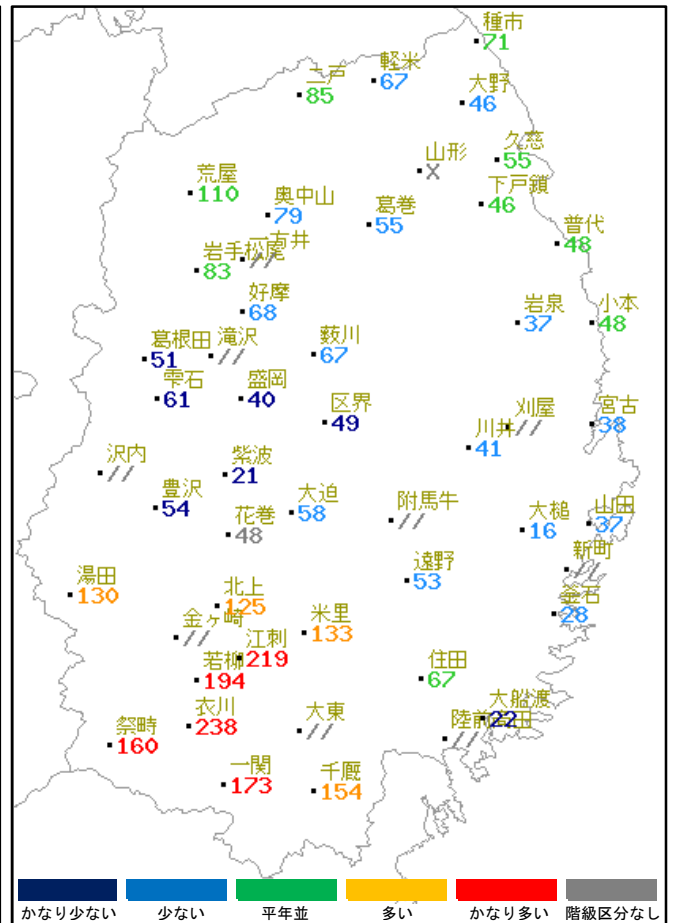 種市
71
軽米
67
二戸
85
大野
46
久慈
55
山形
X
荒屋
110
下戸鎖
46
奥中山
79
葛巻
55
普代
48
一方井
//
岩手松尾
83
好摩
68
岩泉
37
小本
48
葛根田
51
滝沢
//
薮川
67
雫石
61
盛岡
40
区界
49
刈屋
//
宮古
38
川井
41
沢内
//
紫波
21
豊沢
54
大迫
58
附馬牛
//
大槌
16
山田
37
花巻
48
新町
//
遠野
53
湯田
130
北上
125
釜石
28
米里
133
金ヶ崎
//
江刺
219
若柳
194
住田
67
衣川
238
大東
//
大船渡
22
陸前高田
//
祭畤
160
一関
173
千厩
154
かなり少ない 少ない 平年並 多い かなり多い 階級区分なし